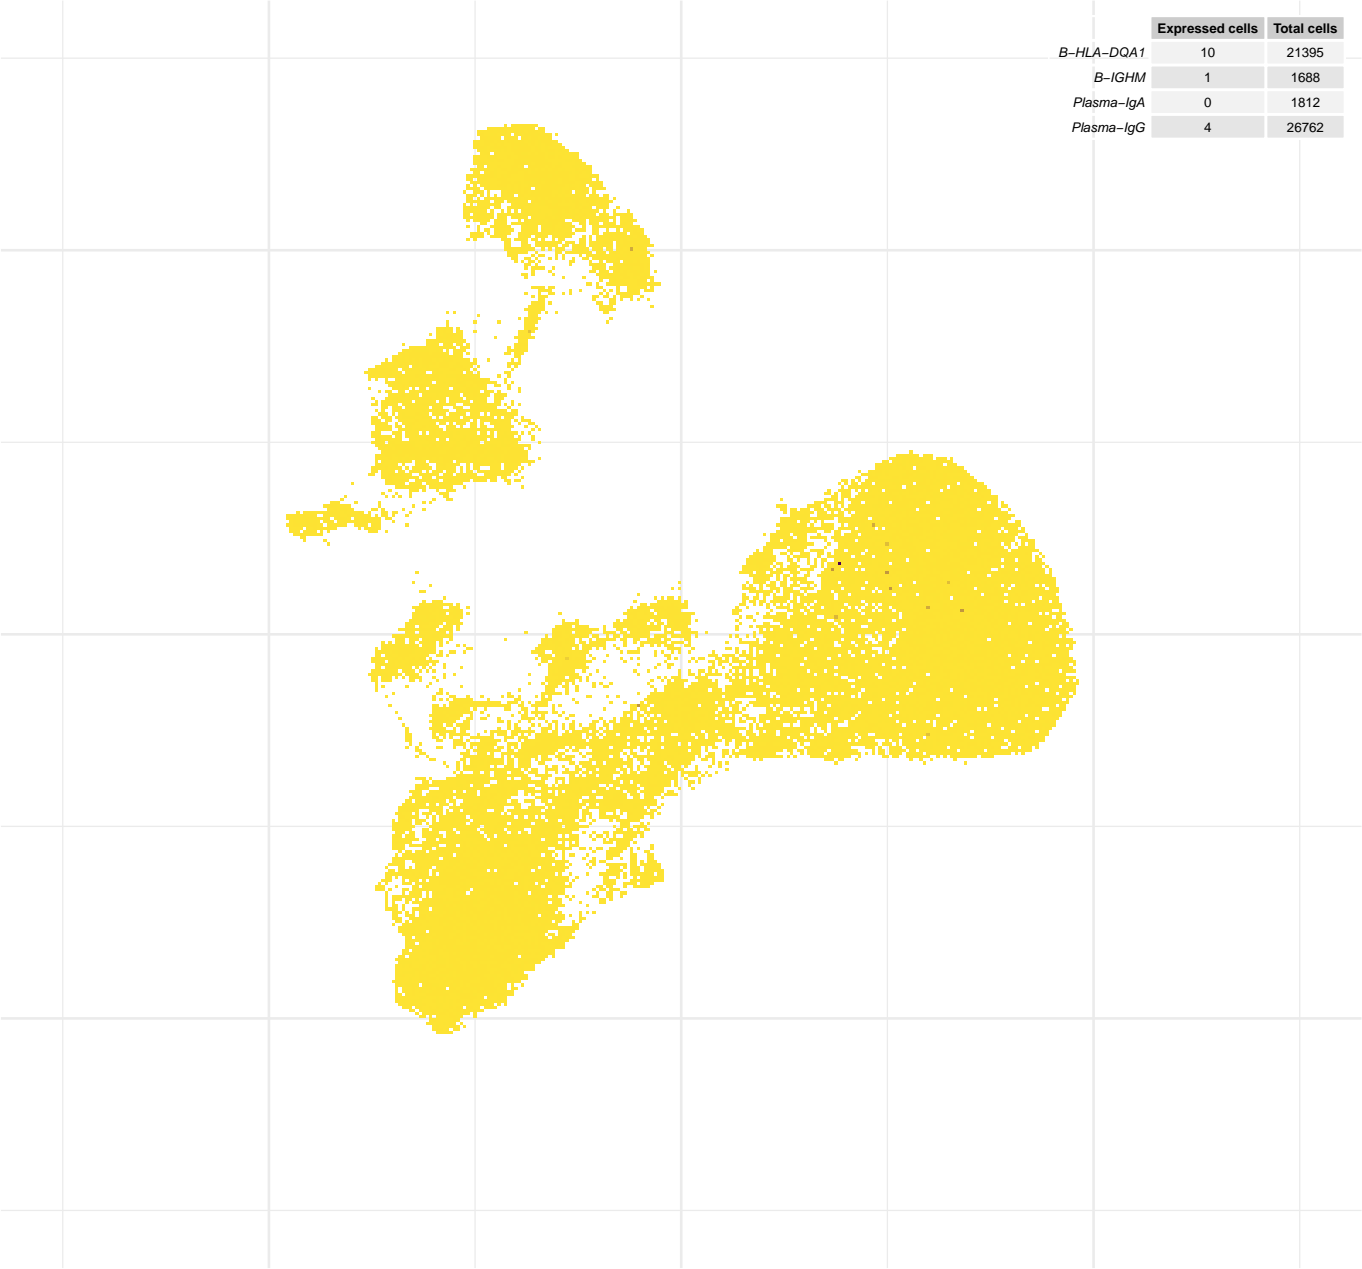 Expressed cells Total cells
B−HLA−DQA1 10 21395
B−IGHM 1 1688
Plasma−IgA 0 1812
Plasma−IgG 4 26762